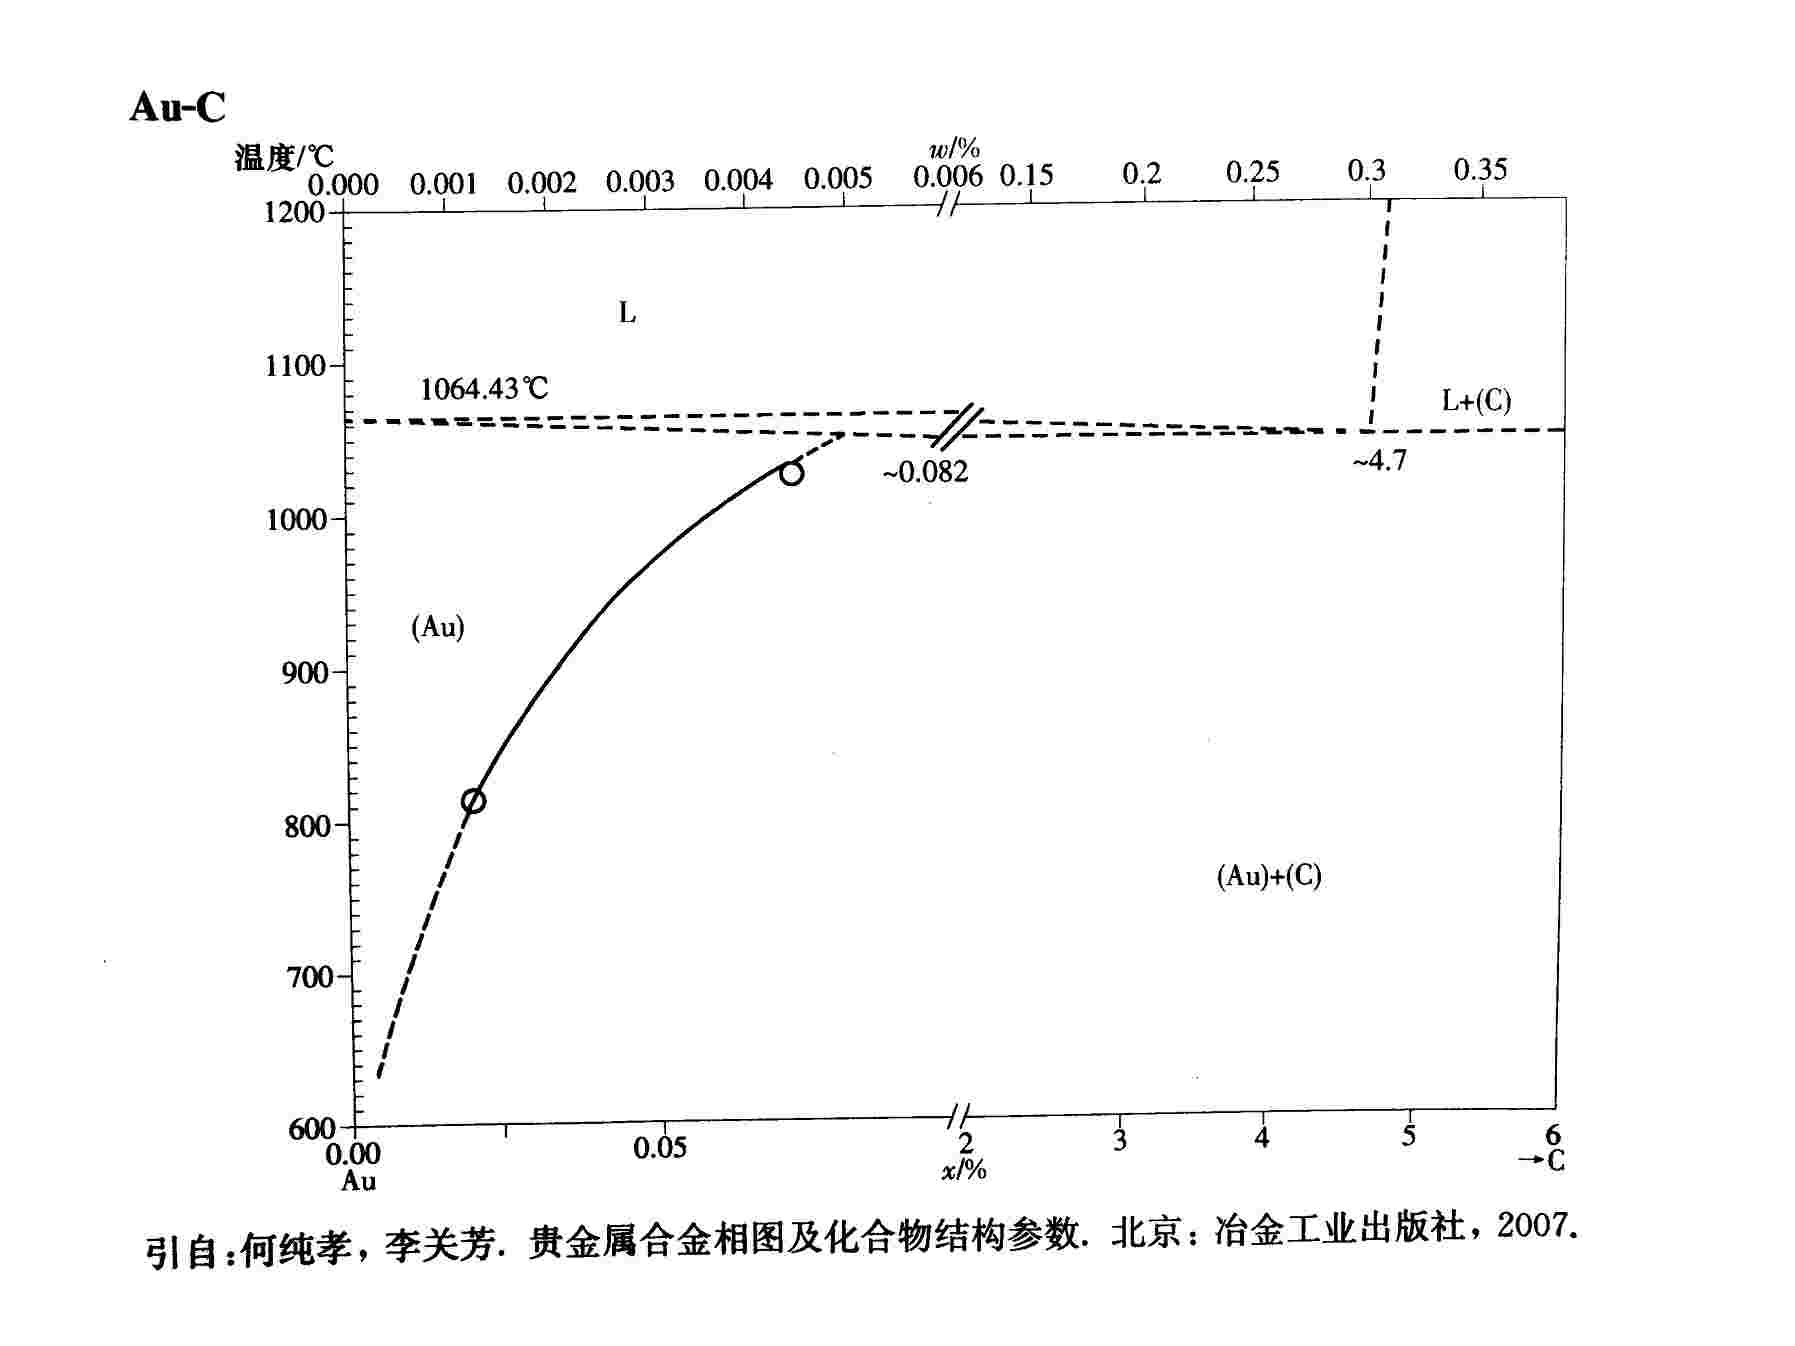 Au-C
温度/℃
w/%
0.000 0.001 0.002 0.003 0.004 0.005 0.006 0.15 0.2 0.25 0.3 0.35
1200
L
1100
1064.43℃
L+(C)
~0.082
~4.7
1000
(Au)
900
800
(Au)+(C)
700
600
0.00 0.05 2 3 4 5 6
Au
x/%
→C
引自:何纯孝, 李关芳. 贵金属合金相图及化合物结构参数. 北京: 冶金工业出版社, 2007.